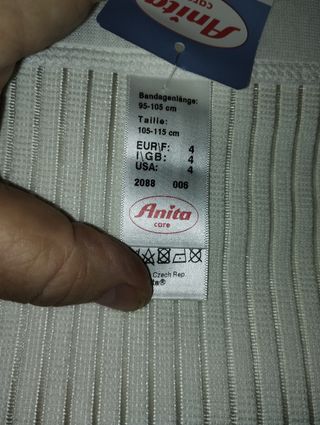 Anita
care
Bandagenlänge:
95-105 cm
Taille:
105-115 cm
EUR\F: 4
I\GB: 4
USA: 4
2088 006
Anita
care
Czech Rep.
®